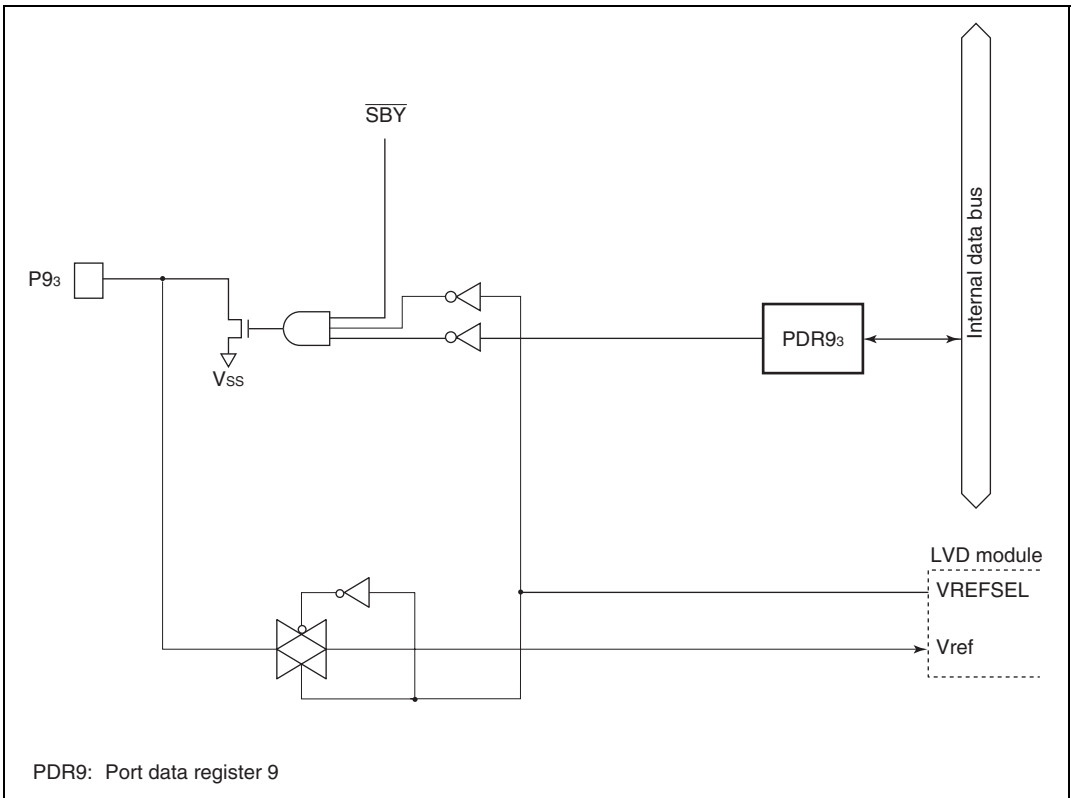 SBY
P93
VSS
PDR93
Internal data bus
LVD module
VREFSEL
Vref
PDR9: Port data register 9